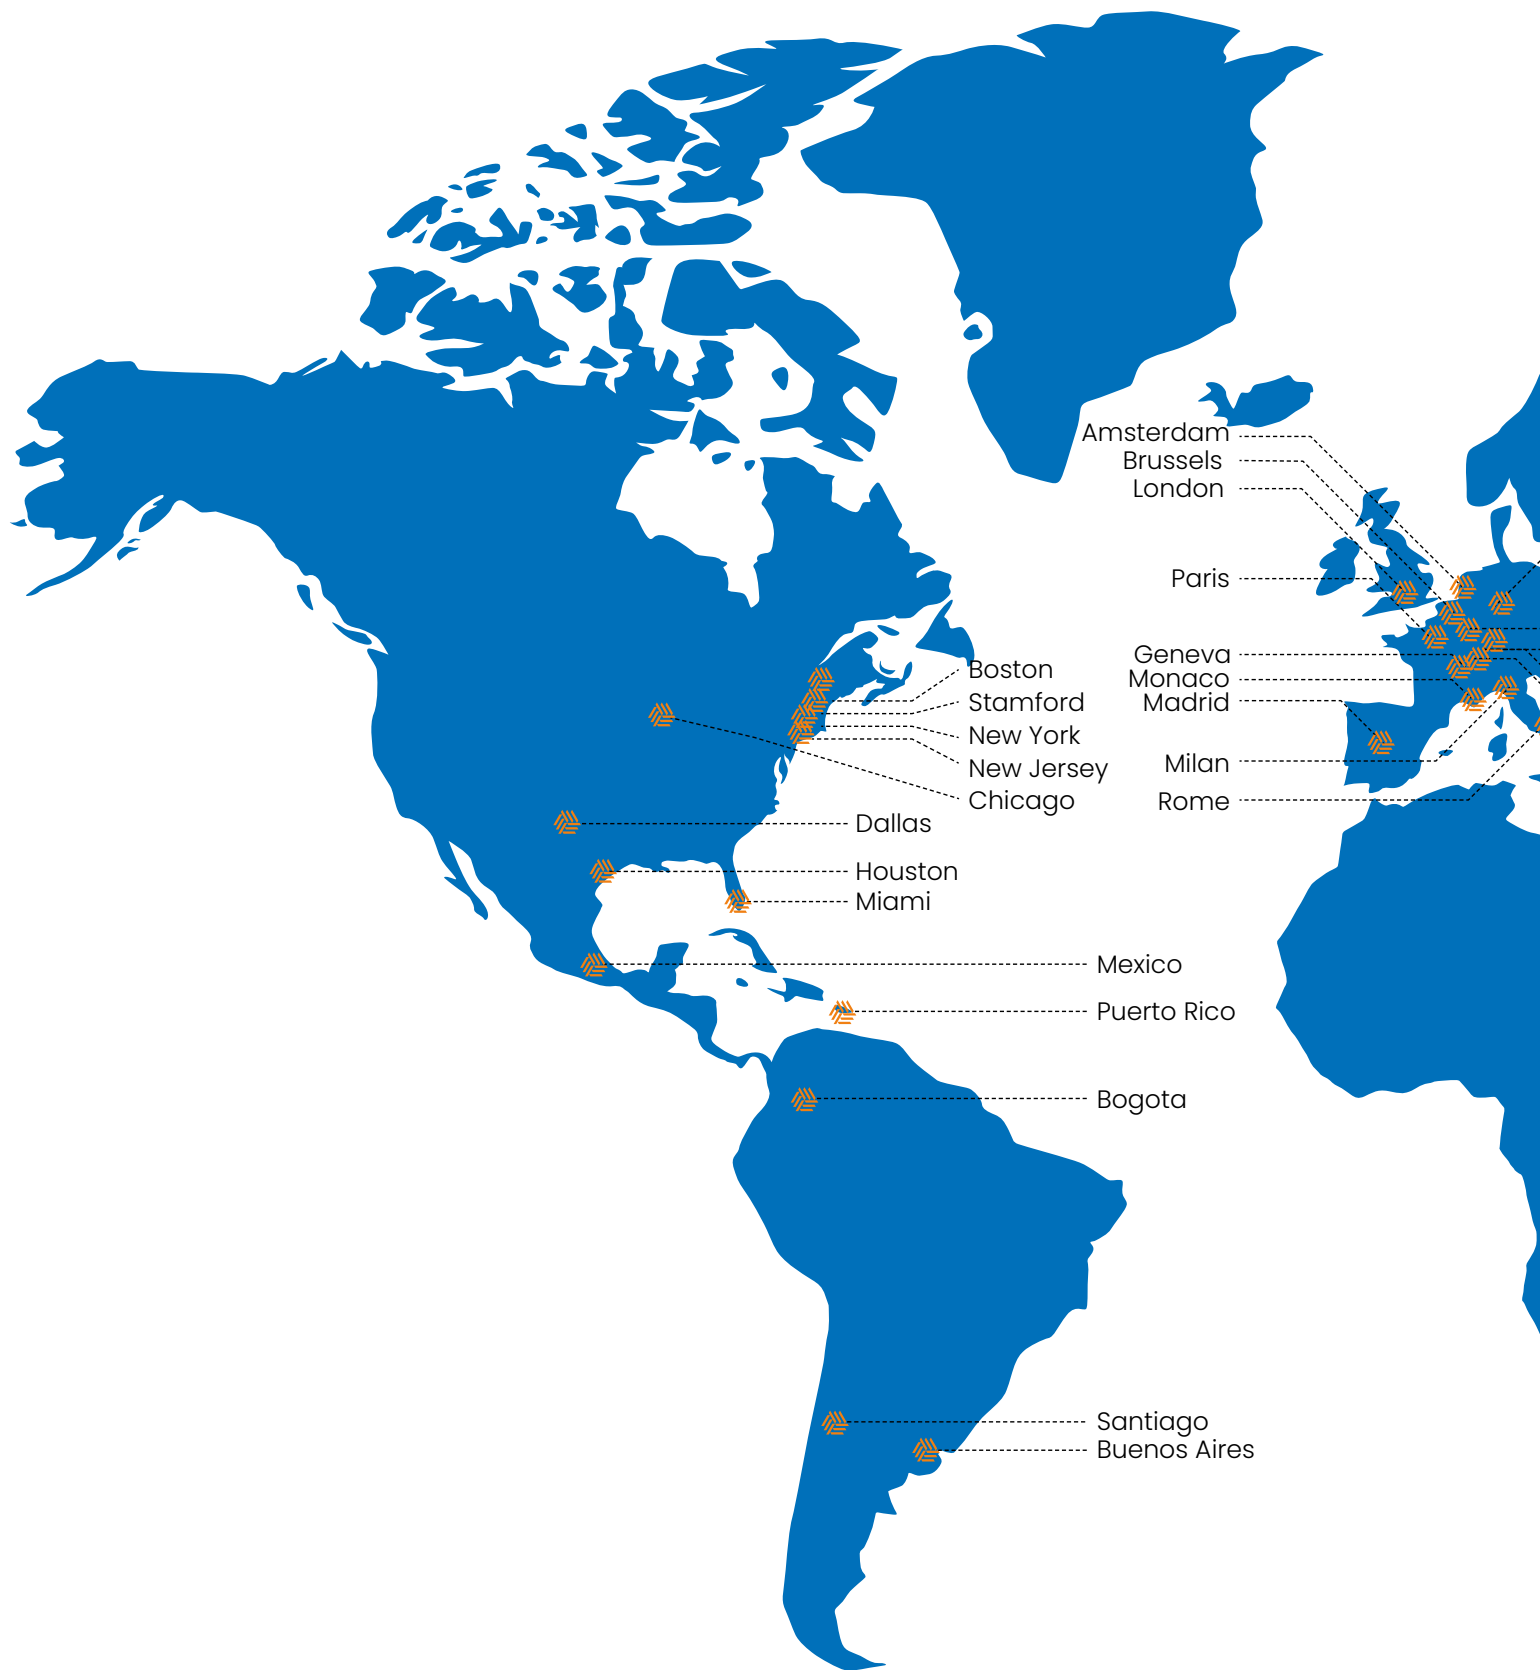 Amsterdam
Brussels
London
Paris
Geneva
Monaco
Madrid
Milan
Rome
Boston
Stamford
New York
New Jersey
Chicago
Dallas
Houston
Miami
Mexico
Puerto Rico
Bogota
Santiago
Buenos Aires